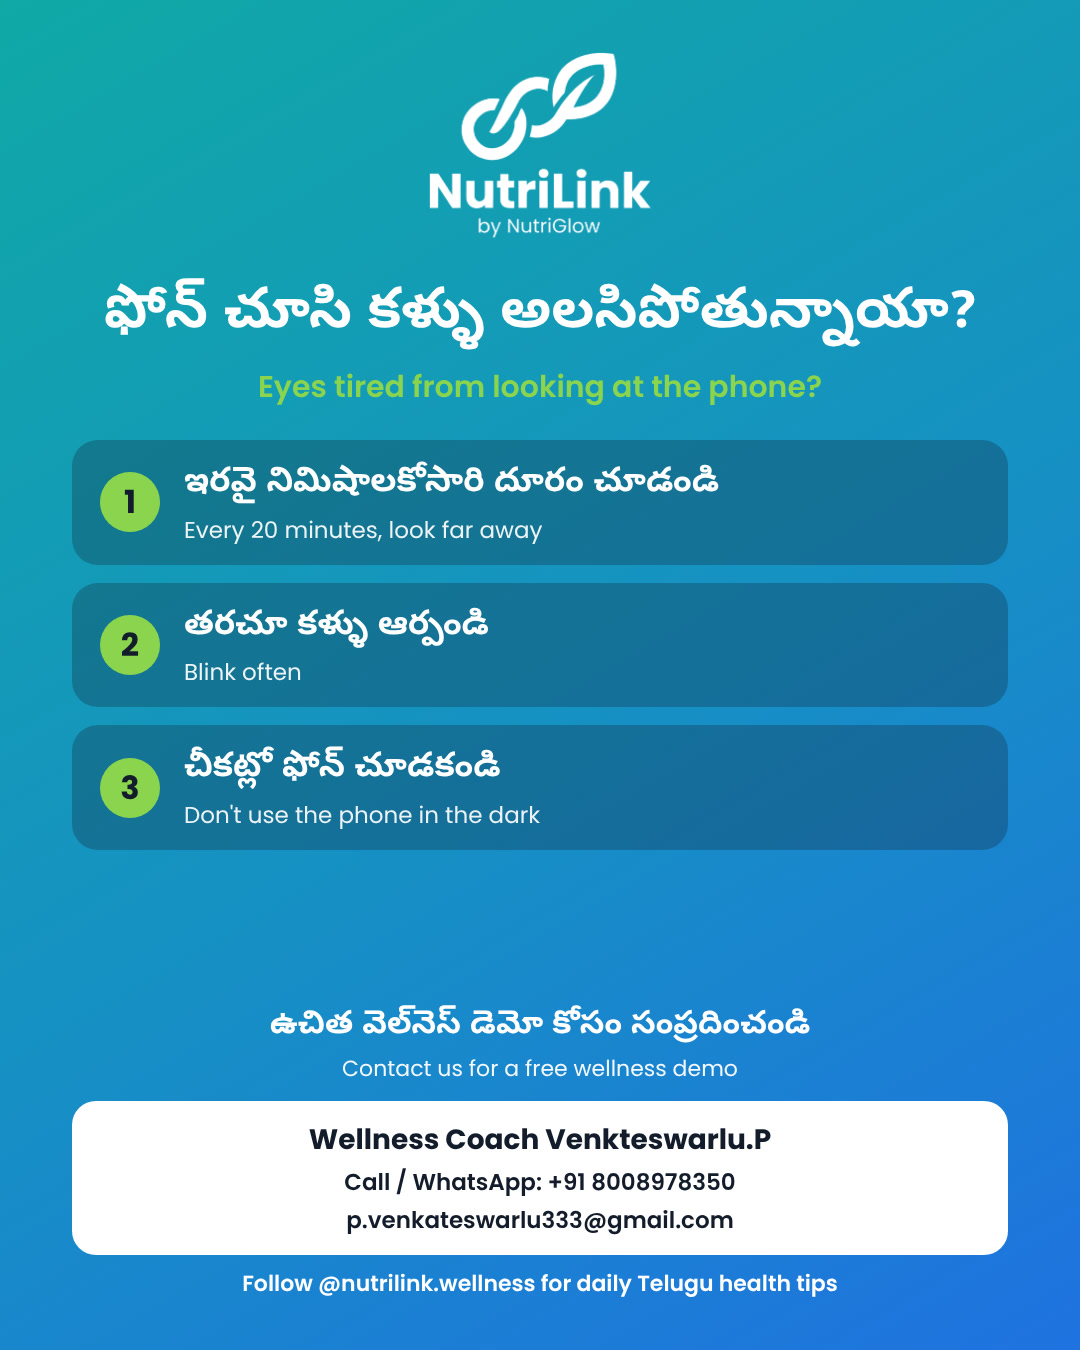 NutriLink
by NutriGlow
ఫోన్ చూసి కళ్ళు అలసిపోతున్నాయా?
Eyes tired from looking at the phone?
1
ఇరవై నిమిషాలకోసారి దూరం చూడండి
Every 20 minutes, look far away
2
తరచూ కళ్ళు ఆర్పండి
Blink often
3
చీకట్లో ఫోన్ చూడకండి
Don't use the phone in the dark
ఉచిత వెల్‌నెస్ డెమో కోసం సంప్రదించండి
Contact us for a free wellness demo
Wellness Coach Venkteswarlu.P
Call / WhatsApp: +91 8008978350
p.venkateswarlu333@gmail.com
Follow @nutrilink.wellness for daily Telugu health tips